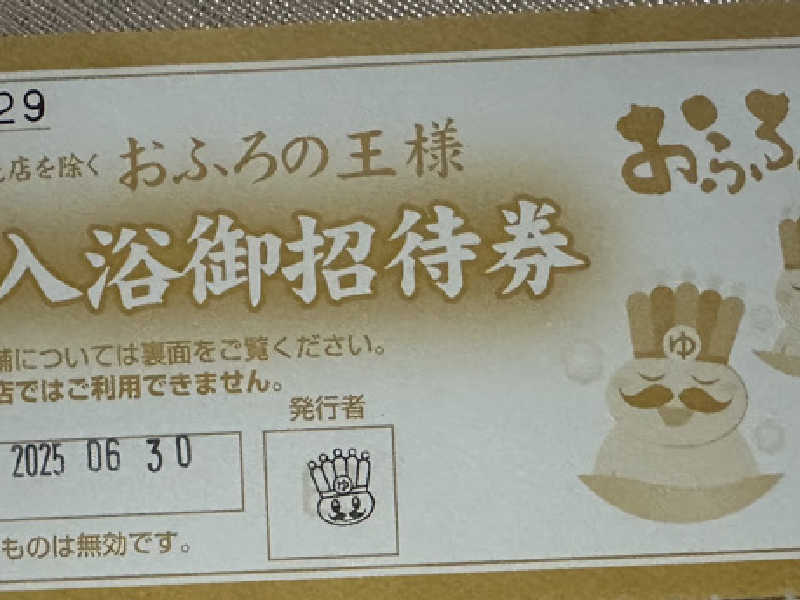 29
店を除く おふろの王様
おふろ
入浴御招待券
ゆ
舗については裏面をご覧ください。
店ではご利用できません。
発行者
2025 06 30
ゆ
ものは無効です。